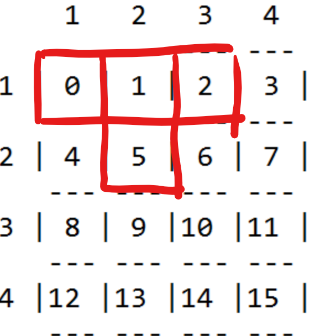 1 2 3 4
--- 
1 0 1 | 2 3 |
---
2 | 4 5 | 6 | 7 |
--- --- --- ---
3 | 8 | 9 |10 |11 |
--- --- --- ---
4 |12 |13 |14 |15 |
--- --- --- ---